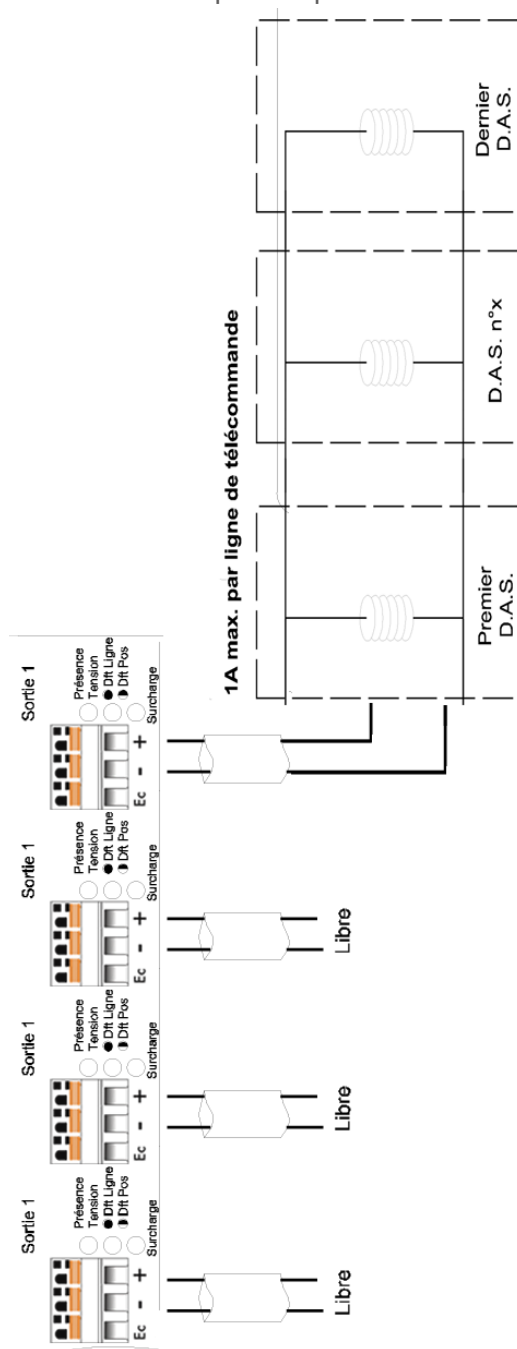 Sortie 1
Présence
Tension
Dft Ligne
Dft Pos
Surcharge
Ec - +
Libre
Sortie 1
Présence
Tension
Dft Ligne
Dft Pos
Surcharge
Ec - +
Libre
Sortie 1
Présence
Tension
Dft Ligne
Dft Pos
Surcharge
Ec - +
Libre
Sortie 1
Présence
Tension
Dft Ligne
Dft Pos
Surcharge
Ec - +
1A max. par ligne de télécommande
Premier
D.A.S.
D.A.S. n°x
Dernier
D.A.S.